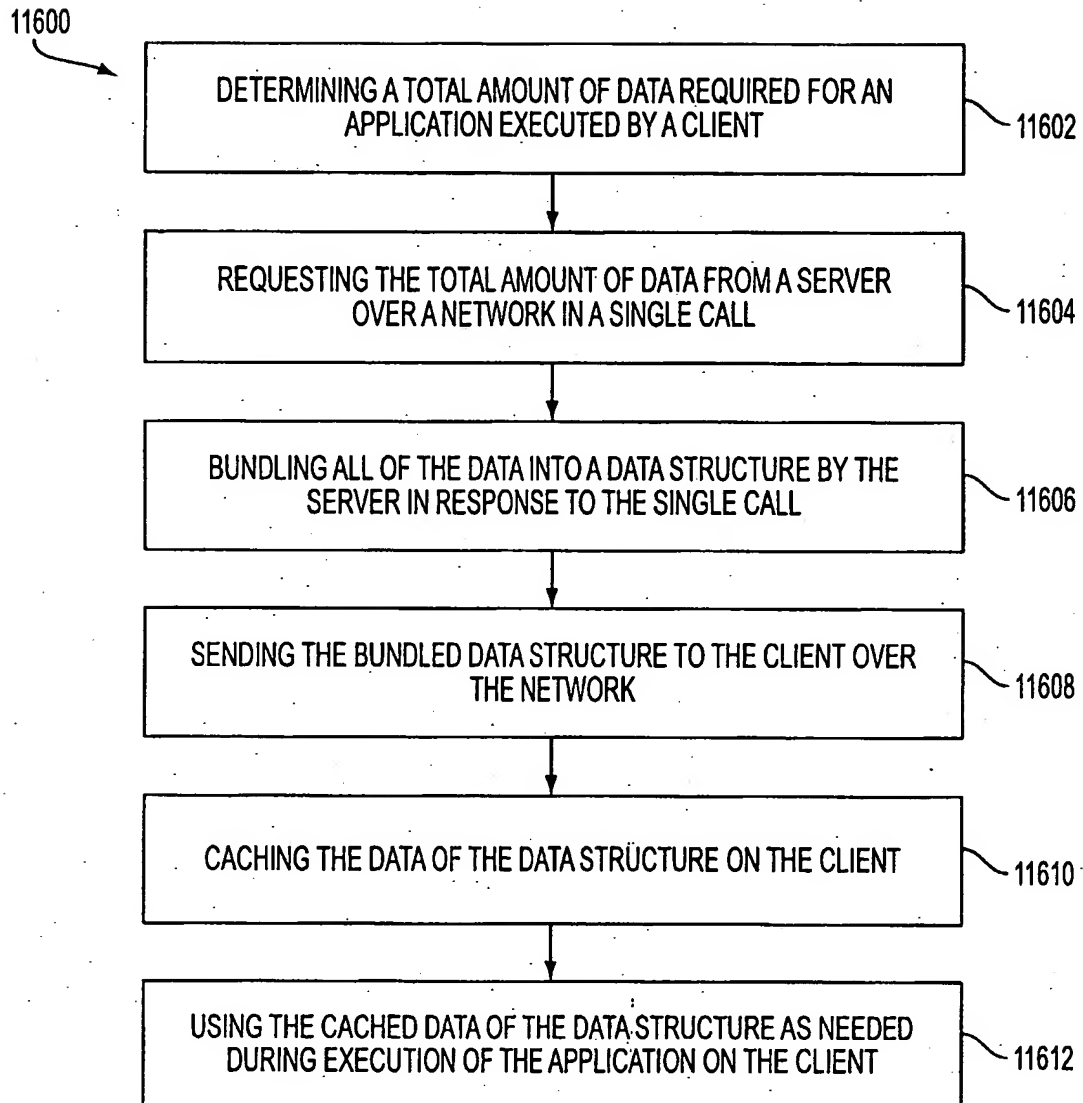 11600
DETERMINING A TOTAL AMOUNT OF DATA REQUIRED FOR AN
APPLICATION EXECUTED BY A CLIENT
11602
REQUESTING THE TOTAL AMOUNT OF DATA FROM A SERVER
OVER A NETWORK IN A SINGLE CALL
11604
BUNDLING ALL OF THE DATA INTO A DATA STRUCTURE BY THE
SERVER IN RESPONSE TO THE SINGLE CALL
11606
SENDING THE BUNDLED DATA STRUCTURE TO THE CLIENT OVER
THE NETWORK
11608
CACHING THE DATA OF THE DATA STRUCTURE ON THE CLIENT
11610
USING THE CACHED DATA OF THE DATA STRUCTURE AS NEEDED
DURING EXECUTION OF THE APPLICATION ON THE CLIENT
11612